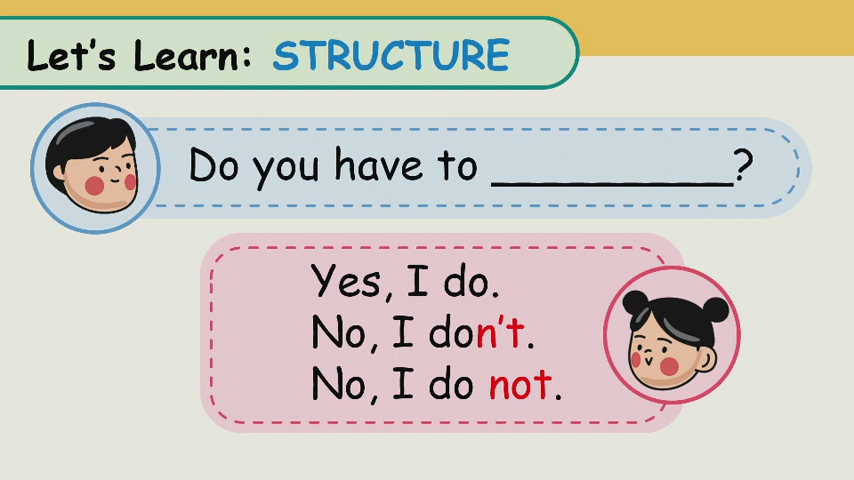 Let's Learn: STRUCTURE
Do you have to __________?
Yes, I do.
No, I don't.
No, I do not.